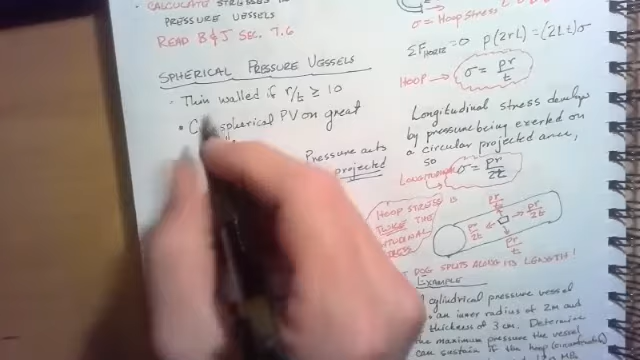 • CALCULATE STRESSES
PRESSURE VESSELS
READ B&J SEC. 7.6
SPHERICAL PRESSURE VESSELS
• Thin walled if r/t ≥ 10
• spherical PV on great
Pressure acts
projected
σ = Hoop stress
ΣF_HORIZ = 0 p(2rL) = (2Lt)σ
HOOP → σ = pr/t
Longitudinal stress develops
by pressure being exerted on
a circular projected area,
so
σ = pr/2t
HOOP STRESS IS
TWICE THE
STRESS
pr/t
pr/2t pr/2t
pr/t
DOG SPLITS ALONG ITS LENGTH!
EXAMPLE
cylindrical pressure vessel
an inner radius of 2m and
thickness of 3 cm. Determine
the maximum pressure the vessel
can sustain if the hoop